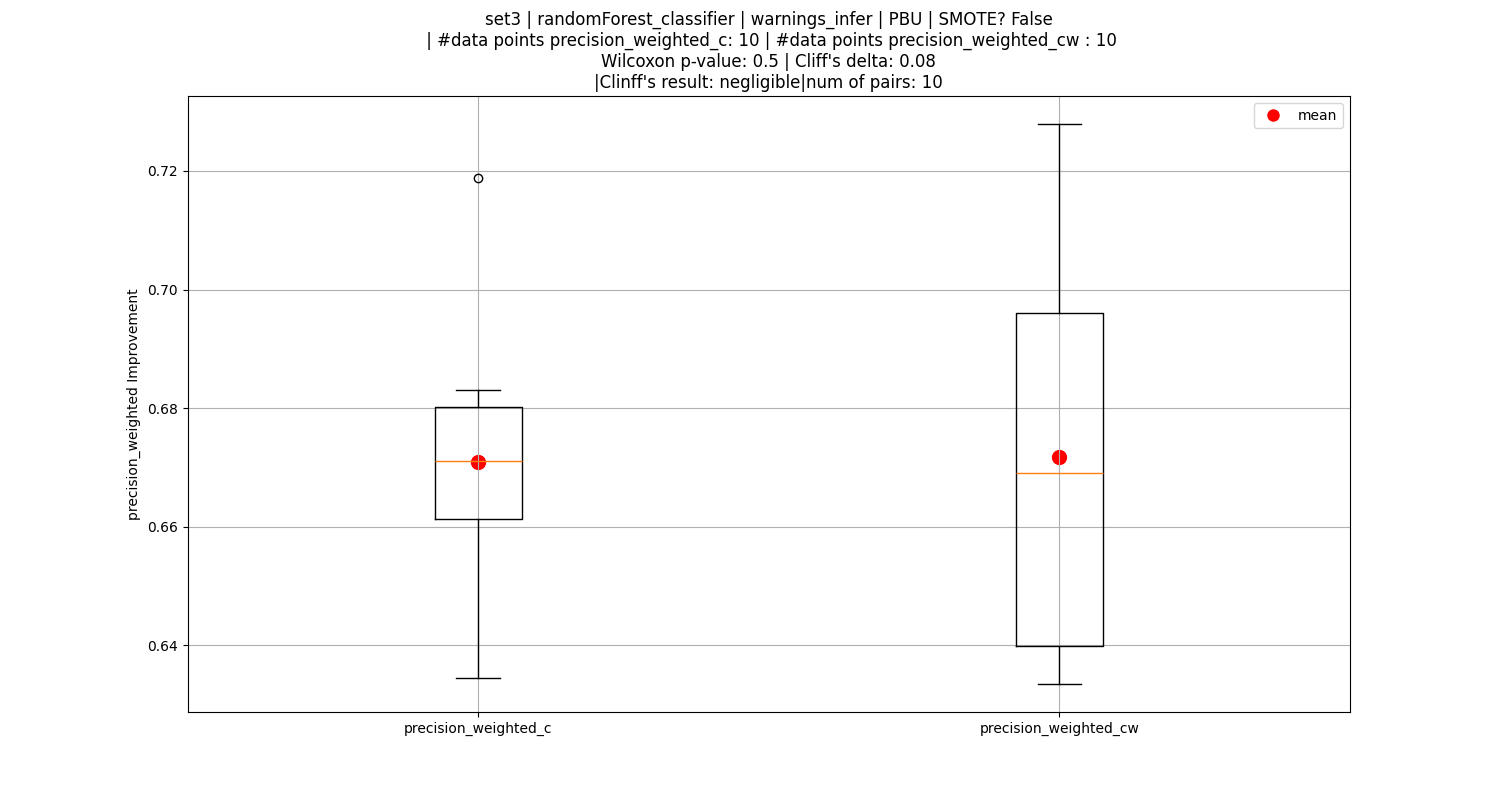 set3 | randomForest_classifier | warnings_infer | PBU | SMOTE? False
| #data points precision_weighted_c: 10 | #data points precision_weighted_cw : 10
Wilcoxon p-value: 0.5 | Cliff's delta: 0.08
|Clinff's result: negligible|num of pairs: 10
mean
0.72
0.70
0.68
0.66
0.64
precision_weighted Improvement
precision_weighted_c
precision_weighted_cw